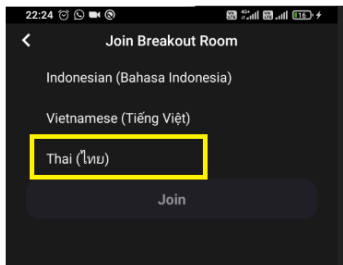 22:24
Join Breakout Room
Indonesian (Bahasa Indonesia)
Vietnamese (Tiếng Việt)
Thai (ไทย)
Join